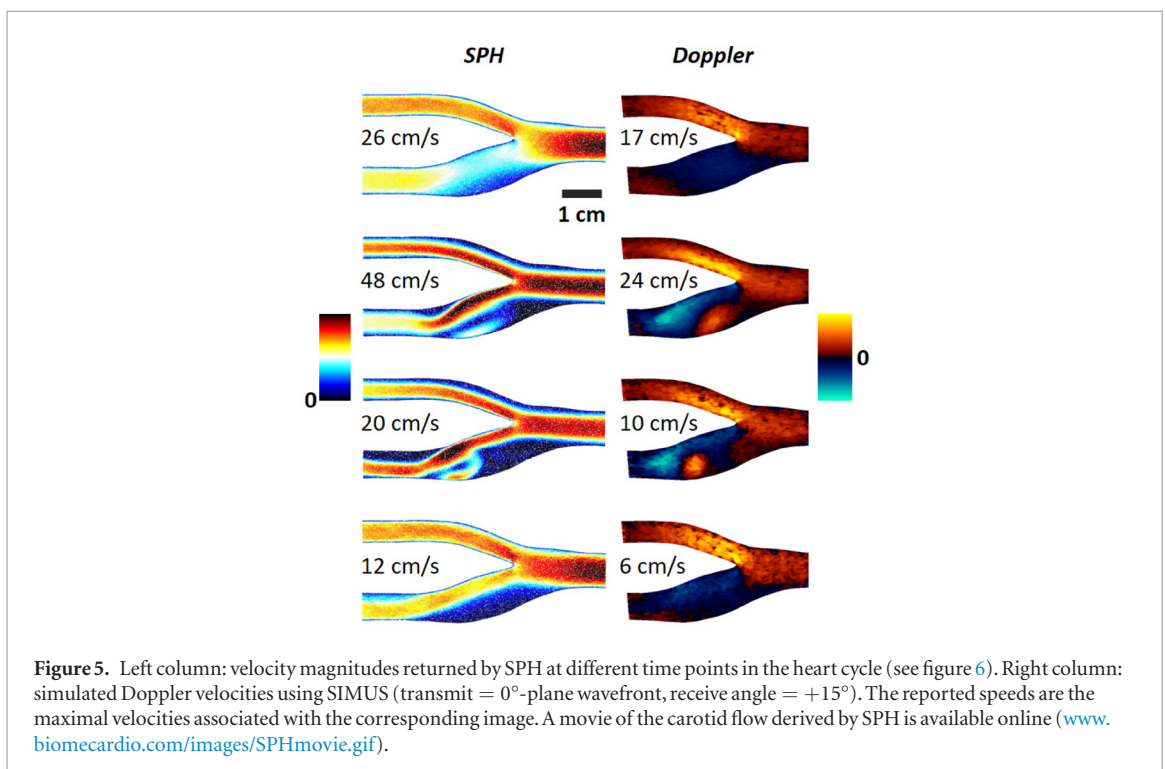 SPH Doppler
26 cm/s 17 cm/s
1 cm
48 cm/s 24 cm/s
0 0
20 cm/s 10 cm/s
12 cm/s 6 cm/s
Figure 5. Left column: velocity magnitudes returned by SPH at different time points in the heart cycle (see figure 6). Right column:
simulated Doppler velocities using SIMUS (transmit = 0°-plane wavefront, receive angle = +15°). The reported speeds are the
maximal velocities associated with the corresponding image. A movie of the carotid flow derived by SPH is available online (www.
biomecardio.com/images/SPHmovie.gif).